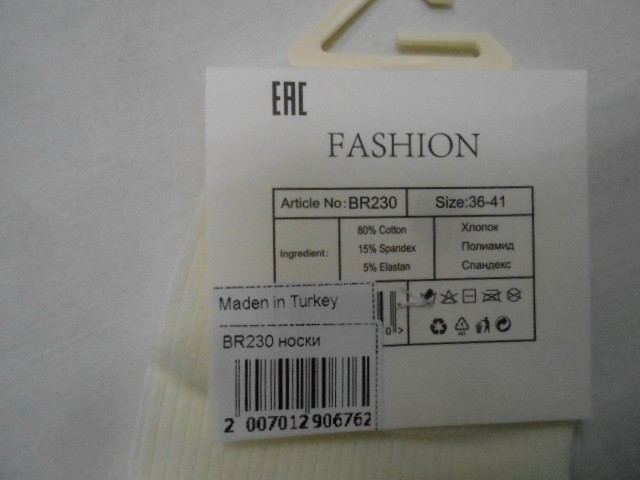 EAC
FASHION
Article No: BR230 Size:36-41
Ingredient:
80% Cotton Хлопок
15% Spandex Полиамид
5% Elastan Спандекс
Maden in Turkey
0 >
BR230 носки
2 007012 906762